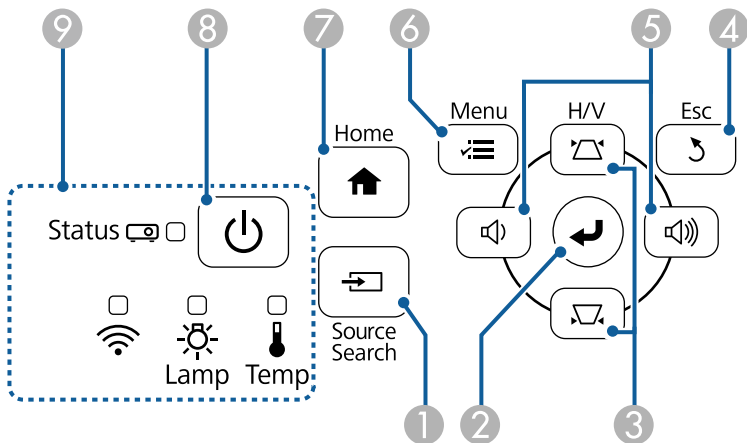 9 8 7 6 5 4
Menu H/V Esc
Home
Status
Source
Search
Lamp Temp
1 2 3